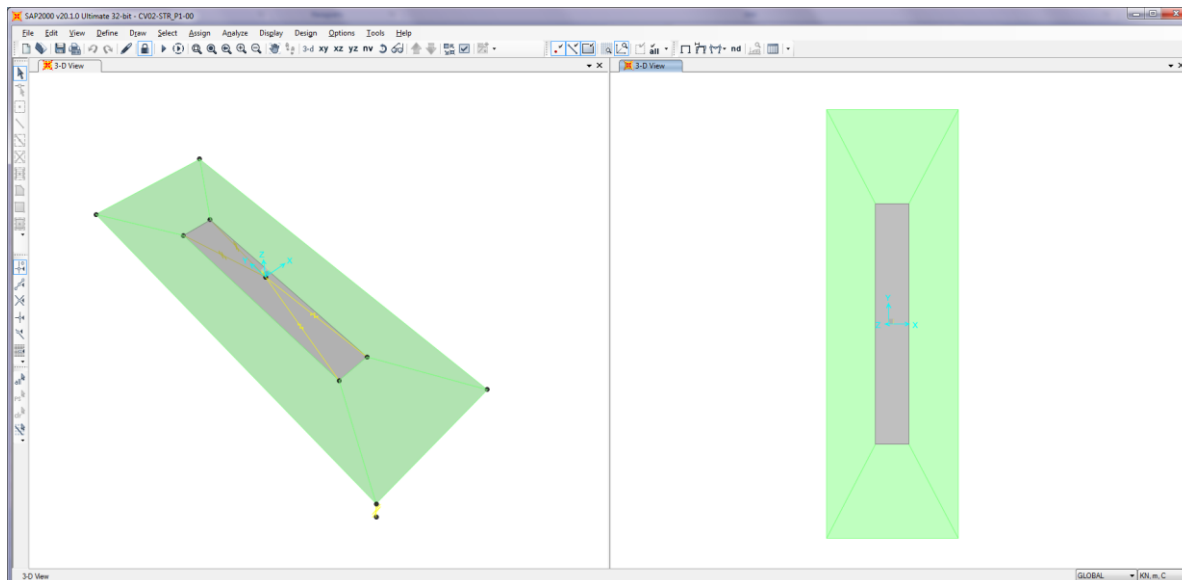 SAP2000 v20.1.0 Ultimate 32-bit - CV02-STR_P1-00
File Edit View Define Draw Select Assign Analyze Display Design Options Tools Help
3-d xy xz yz nv all nd
3-D View 3-D View
Z X
Y
Z X
3-D View GLOBAL KN, m, C